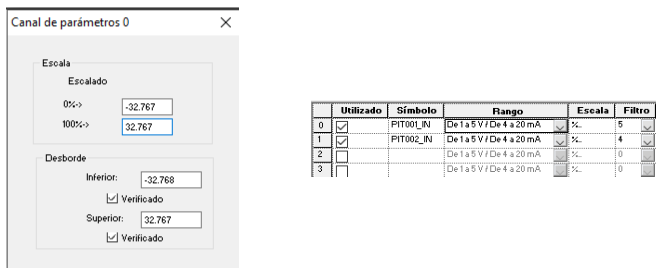 Canal de parámetros 0
Escala
Escalado
0%-> -32.767
100%-> 32.767
Desborde
Inferior: -32.768
Verificado
Superior: 32.767
Verificado
Utilizado Símbolo Rango Escala Filtro
0 PIT001_IN De 1 a 5 V / De 4 a 20 mA %.. 5
1 PIT002_IN De 1 a 5 V / De 4 a 20 mA %.. 4
2 De 1 a 5 V / De 4 a 20 mA %.. 0
3 De 1 a 5 V / De 4 a 20 mA %.. 0